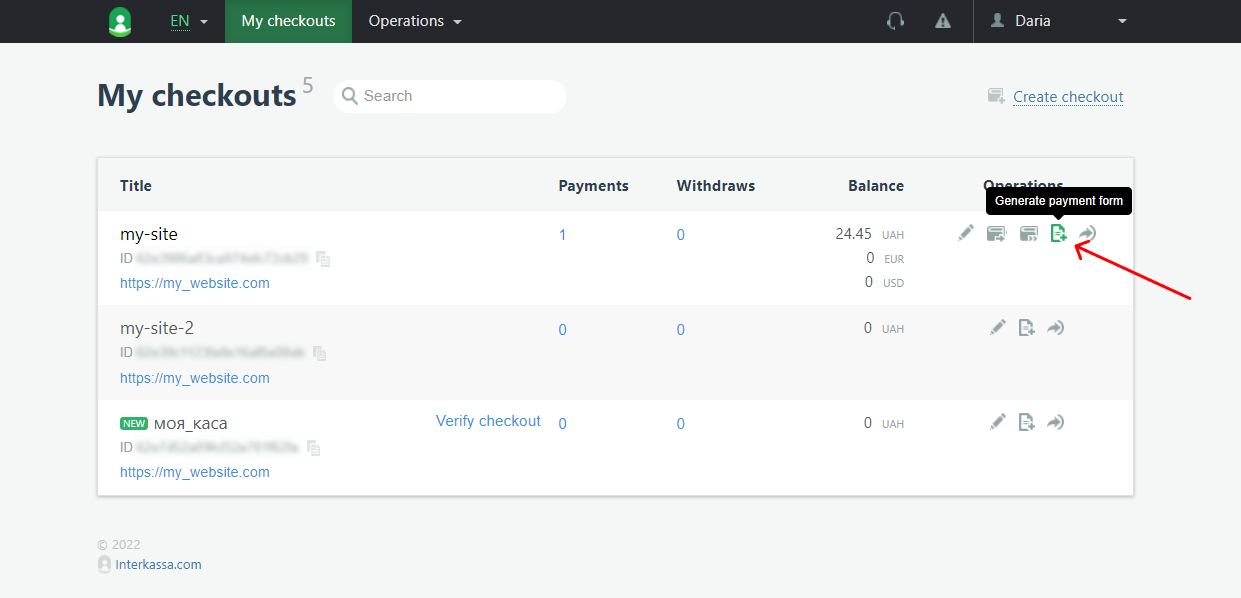 EN My checkouts Operations Daria
My checkouts 5 Search Create checkout
Title Payments Withdraws Balance Operations
Generate payment form
my-site 1 0 24.45 UAH
ID 0 EUR
https://my_website.com 0 USD
my-site-2 0 0 0 UAH
ID
https://my_website.com
NEW моя_каса Verify checkout 0 0 0 UAH
ID
https://my_website.com
© 2022
Interkassa.com